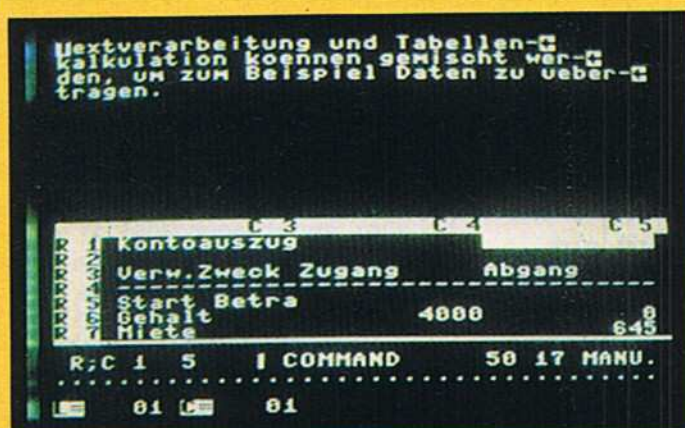 Textverarbeitung und Tabellen-
kalkulation koennen gemischt wer-
den, um zum Beispiel Daten zu ueber-
tragen.
C 3 C 4 C 5
R 1 Kontoauszug
R 2
R 3 Verw.Zweck Zugang Abgang
R 4 --------------------------------
R 5 Start Betra
R 6 Gehalt 4000 0
R 7 Miete 645
R;C 1 5 COMMAND 50 17 MANU.
L 01 C 01